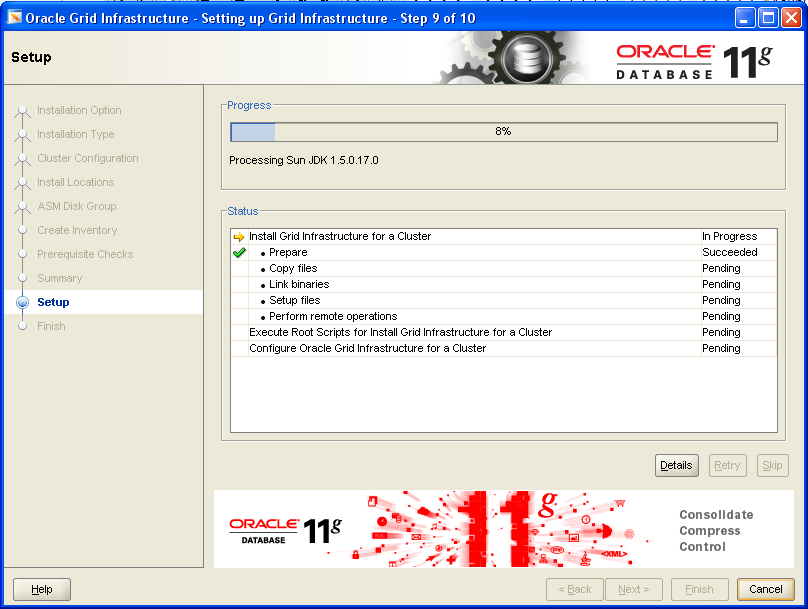 Oracle Grid Infrastructure - Setting up Grid Infrastructure - Step 9 of 10
Setup
ORACLE
DATABASE
11g
Installation Option
Installation Type
Cluster Configuration
Install Locations
ASM Disk Group
Create Inventory
Prerequisite Checks
Summary
Setup
Finish
Progress
8%
Processing Sun JDK 1.5.0.17.0
Status
Install Grid Infrastructure for a Cluster In Progress
• Prepare Succeeded
• Copy files Pending
• Link binaries Pending
• Setup files Pending
• Perform remote operations Pending
Execute Root Scripts for Install Grid Infrastructure for a Cluster Pending
Configure Oracle Grid Infrastructure for a Cluster Pending
Details Retry Skip
ORACLE
DATABASE
11g
11g
<XML>
Consolidate
Compress
Control
Help < Back Next > Finish Cancel